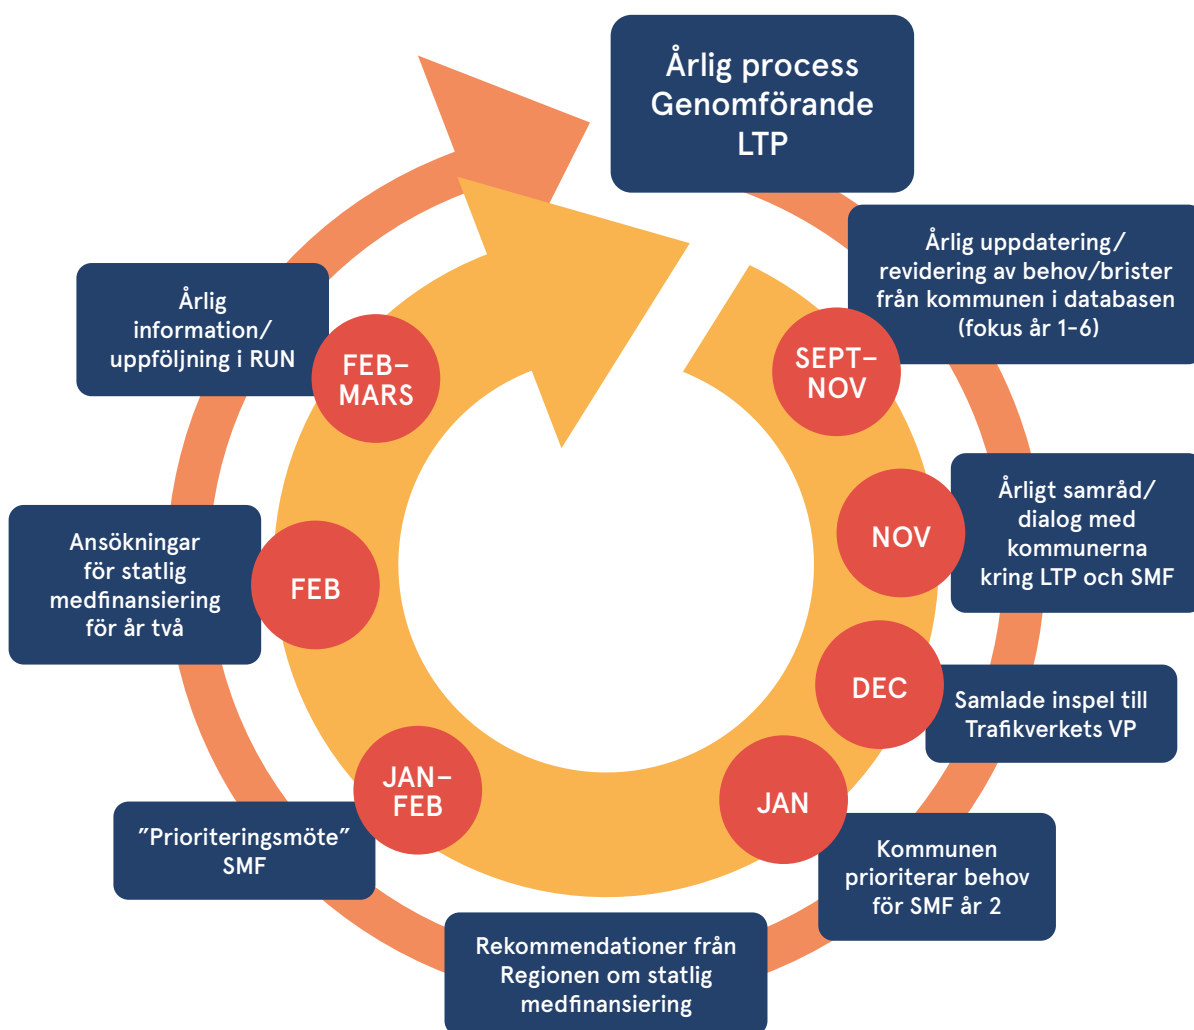 Årlig process
Genomförande
LTP
Årlig uppdatering/
revidering av behov/brister
från kommunen i databasen
(fokus år 1-6)
SEPT–
NOV
Årligt samråd/
dialog med
kommunerna
kring LTP och SMF
NOV
Samlade inspel till
Trafikverkets VP
DEC
Kommunen
prioriterar behov
för SMF år 2
JAN
Rekommendationer från
Regionen om statlig
medfinansiering
”Prioriteringsmöte”
SMF
JAN–
FEB
Ansökningar
för statlig
medfinansiering
för år två
FEB
Årlig
information/
uppföljning i RUN
FEB–
MARS